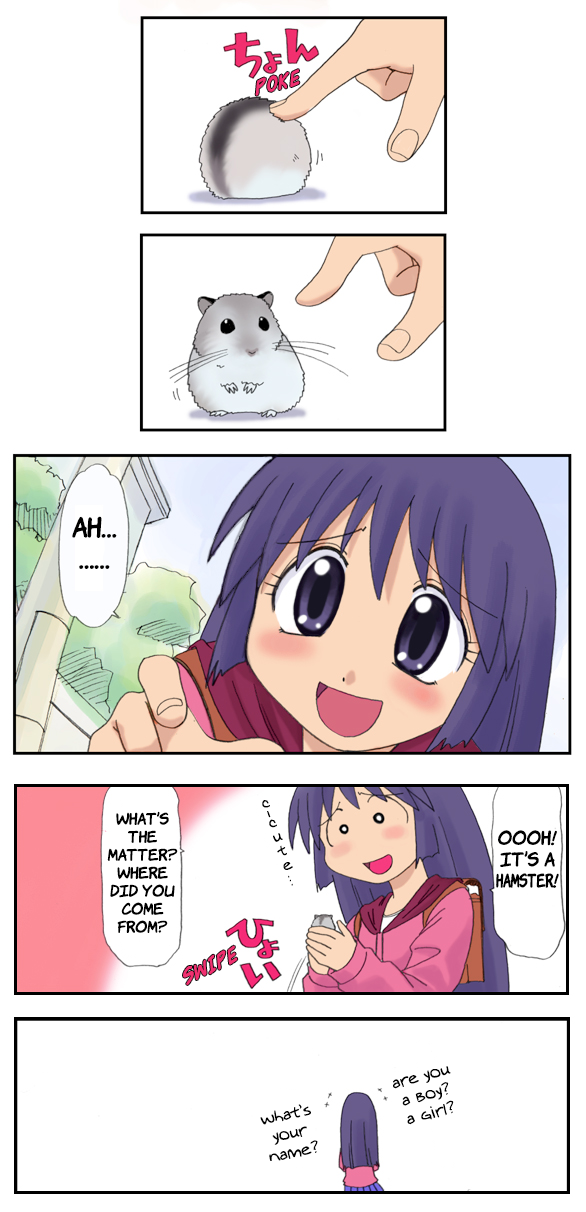 ちょん
POKE
AH...
......
OOOH!
IT'S A
HAMSTER!
c-cute...
WHAT'S
THE
MATTER?
WHERE
DID YOU
COME
FROM?
ひょい
SWIPE
are you
a Boy?
a Girl?
what's
your
name?